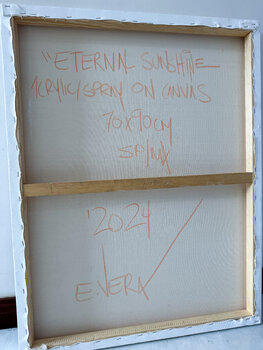 "ETERNAL SUNSHINE
ACRYLIC/SPRAY ON CANVAS
70X90CM
'2024
E.VERA